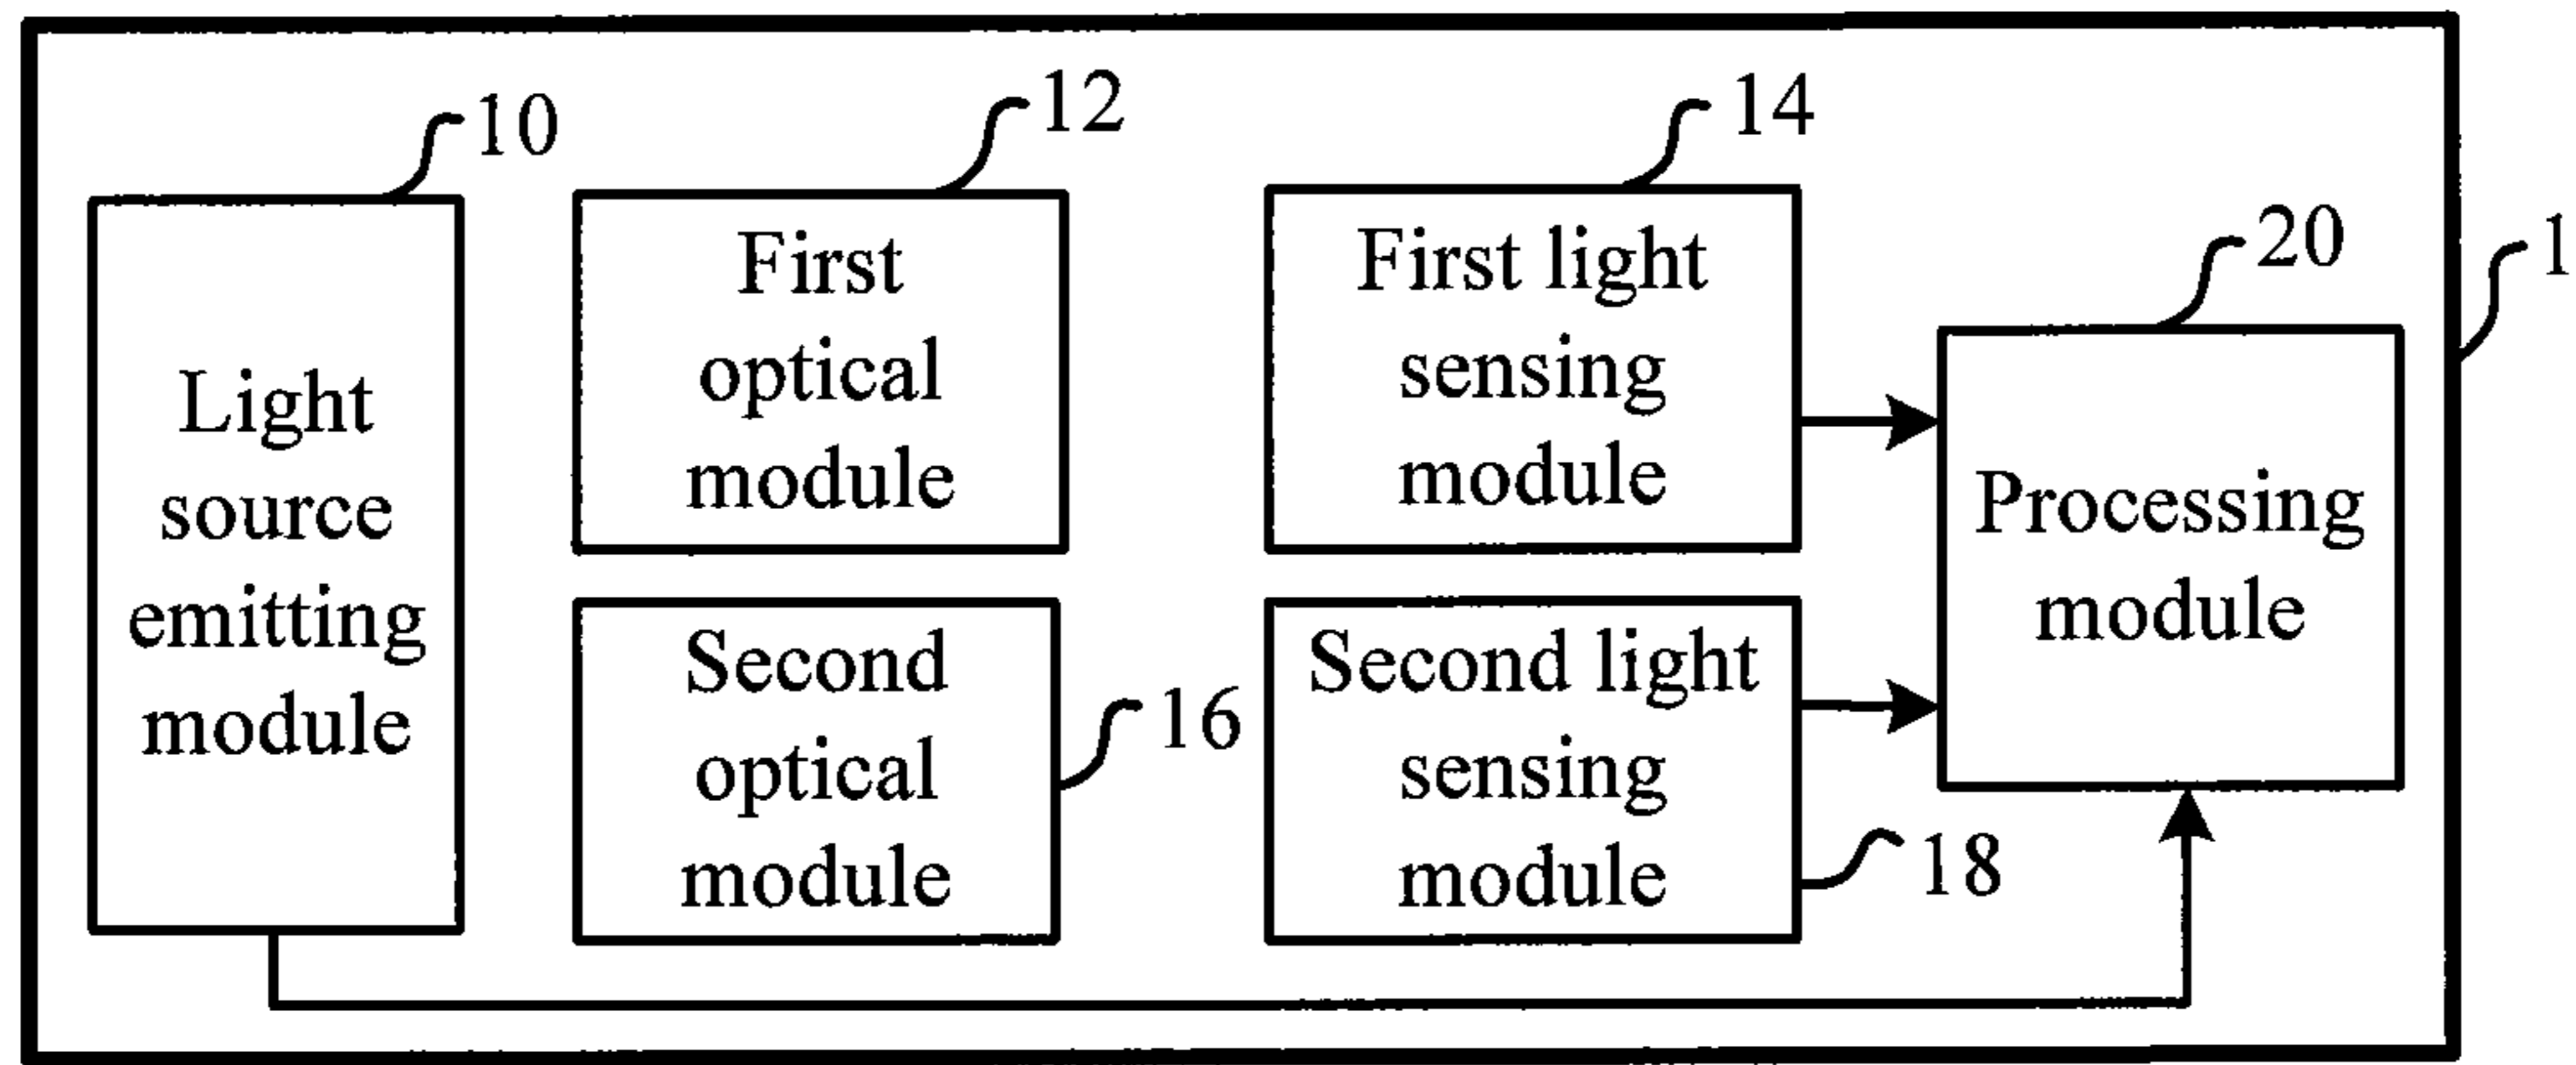 10
Light
source
emitting
module
12
First
optical
module
14
First light
sensing
module
Second
optical
module
16
Second light
sensing
module
18
20
Processing
module
1